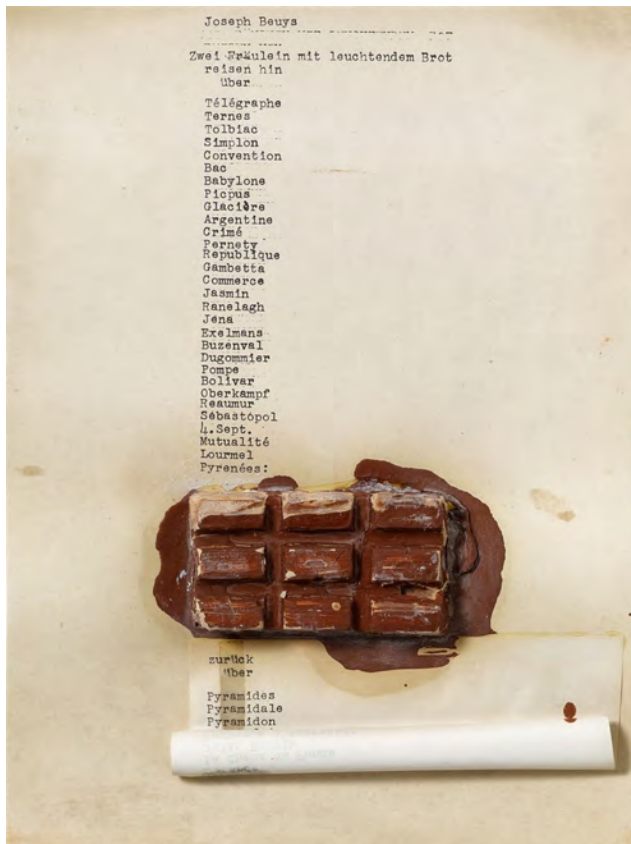 Joseph Beuys
Zwei Fräulein mit leuchtendem Brot
reisen hin
über
Télégraphe
Ternes
Tolbiac
Simplon
Convention
Bac
Babylone
Picpus
Glacière
Argentine
Crimé
Pernety
Republique
Gambetta
Commerce
Jasmin
Ranelagh
Jena
Exelmans
Buzenval
Dugommier
Pompe
Bolivar
Oberkampf
Reaumur
Sébastopol
4.Sept.
Mutualité
Lourmel
Pyrenées:
zurück
über
Pyramides
Pyramidale
Pyramidon